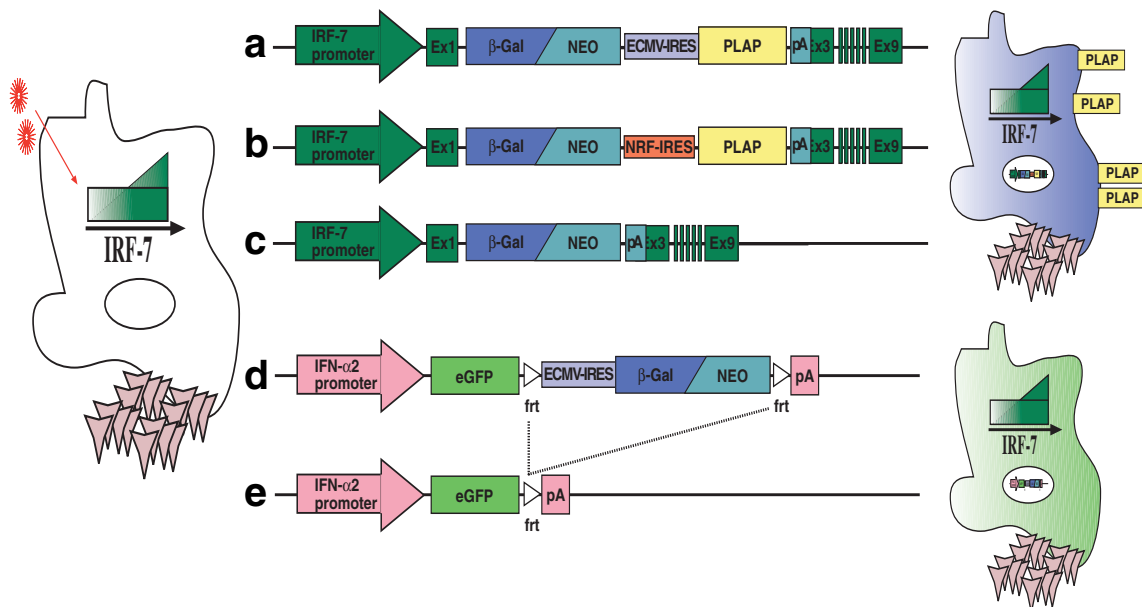 IRF-7
a
IRF-7
promoter
Ex1
β-Gal
NEO
ECMV-IRES
PLAP
pA
Ex3
Ex9
b
IRF-7
promoter
Ex1
β-Gal
NEO
NRF-IRES
PLAP
pA
Ex3
Ex9
c
IRF-7
promoter
Ex1
β-Gal
NEO
pA
Ex3
Ex9
d
IFN-α2
promoter
eGFP
ECMV-IRES
β-Gal
NEO
pA
frt
frt
e
IFN-α2
promoter
eGFP
pA
frt
PLAP
PLAP
IRF-7
PLAP
PLAP
IRF-7